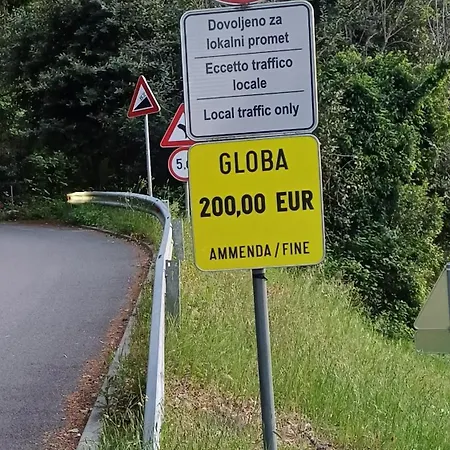 Dovoljeno za
lokalni promet
Eccetto traffico
locale
Local traffic only
GLOBA
200,00 EUR
AMMENDA/FINE